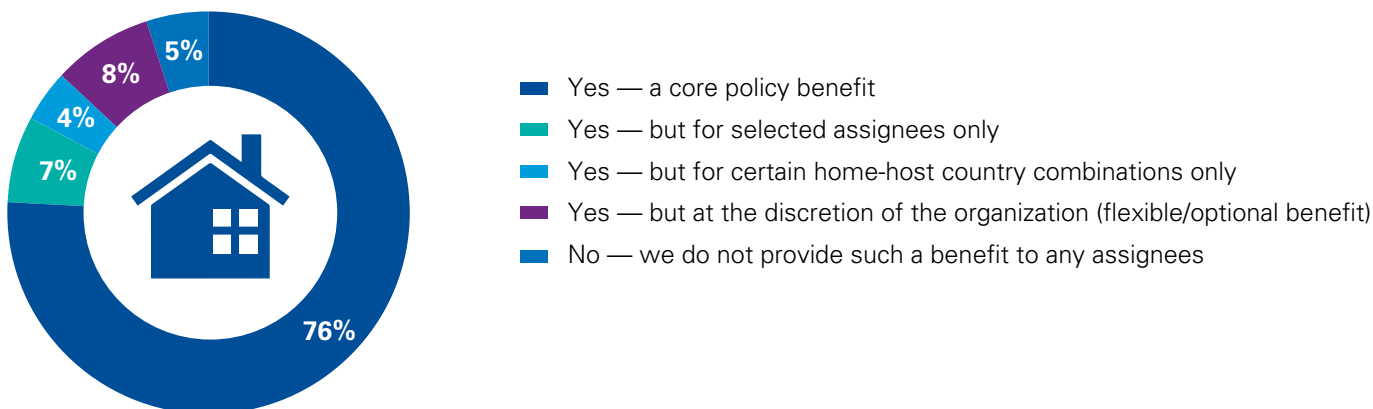 5%
8%
4%
7%
76%
Yes — a core policy benefit
Yes — but for selected assignees only
Yes — but for certain home-host country combinations only
Yes — but at the discretion of the organization (flexible/optional benefit)
No — we do not provide such a benefit to any assignees